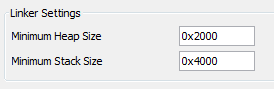 Linker Settings
Minimum Heap Size 0x2000
Minimum Stack Size 0x4000